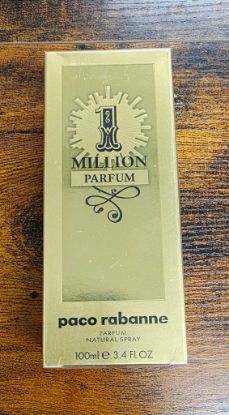 1
MILLION
PARFUM
paco rabanne
PARFUM
NATURAL SPRAY
100ml e 3.4 FL OZ